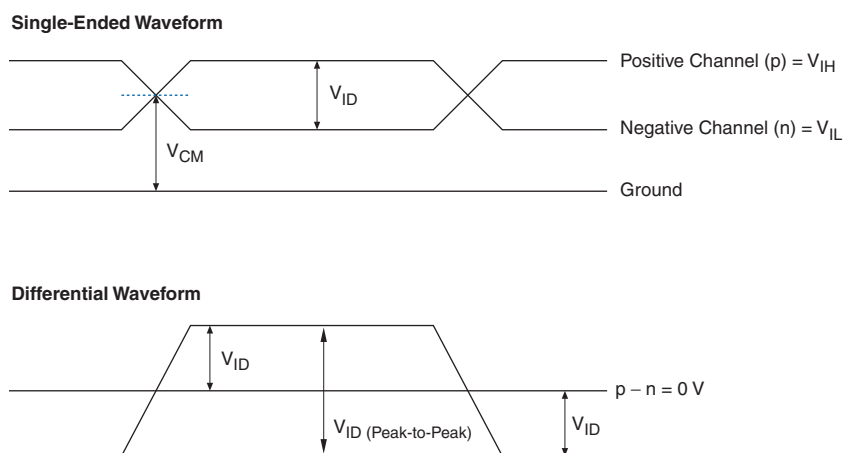 Single-Ended Waveform
Positive Channel (p) = VIH
VID
Negative Channel (n) = VIL
VCM
Ground
Differential Waveform
VID
p − n = 0 V
VID (Peak-to-Peak)
VID